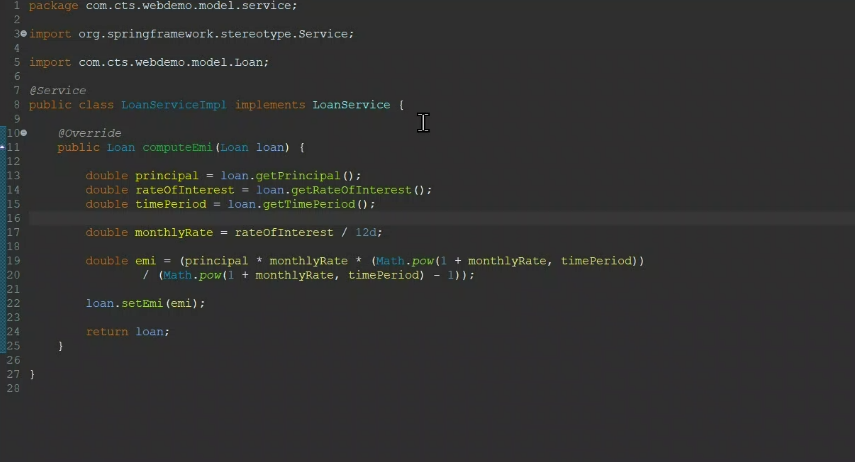 1 package com.cts.webdemo.model.service;
2
3 import org.springframework.stereotype.Service;
4
5 import com.cts.webdemo.model.Loan;
6
7 @Service
8 public class LoanServiceImpl implements LoanService {
9
10 @Override
11 public Loan computeEmi(Loan loan) {
12
13 double principal = loan.getPrincipal();
14 double rateOfInterest = loan.getRateOfInterest();
15 double timePeriod = loan.getTimePeriod();
16
17 double monthlyRate = rateOfInterest / 12d;
18
19 double emi = (principal * monthlyRate * (Math.pow(1 + monthlyRate, timePeriod))
20 / (Math.pow(1 + monthlyRate, timePeriod) - 1));
21
22 loan.setEmi(emi);
23
24 return loan;
25 }
26
27 }
28